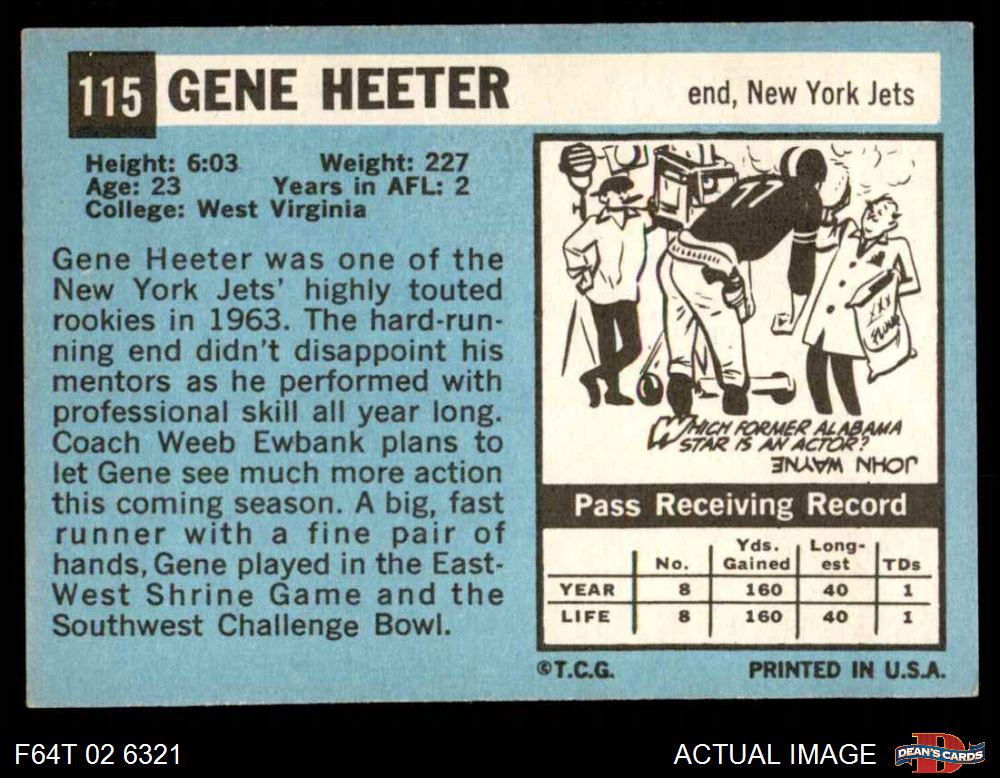 115 GENE HEETER
end, New York Jets
Height: 6:03 Weight: 227
Age: 23 Years in AFL: 2
College: West Virginia
Gene Heeter was one of the
New York Jets' highly touted
rookies in 1963. The hard-run-
ning end didn't disappoint his
mentors as he performed with
professional skill all year long.
Coach Weeb Ewbank plans to
let Gene see much more action
this coming season. A big, fast
runner with a fine pair of
hands, Gene played in the East-
West Shrine Game and the
Southwest Challenge Bowl.
77
XXX
WHICH FORMER ALABAMA
STAR IS AN ACTOR?
JOHN WAYNE
Pass Receiving Record
No. Yds. Gained Long-est TDs
YEAR 8 160 40 1
LIFE 8 160 40 1
©T.C.G. PRINTED IN U.S.A.
F64T 02 6321
ACTUAL IMAGE
DEAN'S CARDS